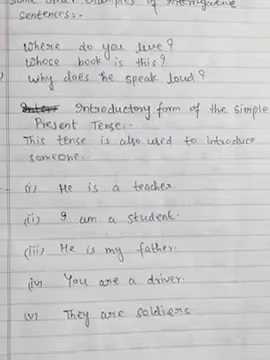 Some other examples of interrogative
sentences:-
Where do you live?
Whose book is this?
Why does he speak loud?
Introductory form of the Simple
Present Tense:-
This tense is also used to introduce
someone.
(i) He is a teacher.
(ii) I am a student.
(iii) He is my father.
(iv) You are a driver.
(v) They are soldiers